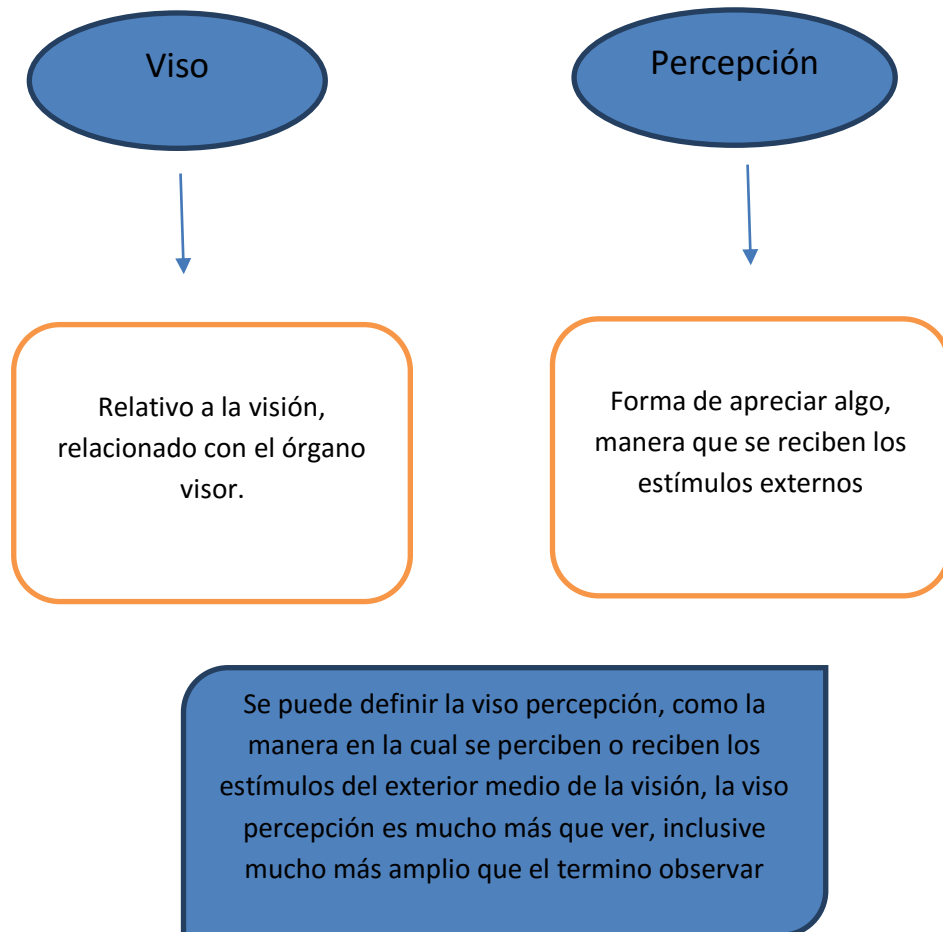 Viso
Percepción
Relativo a la visión,
relacionado con el órgano
visor.
Forma de apreciar algo,
manera que se reciben los
estímulos externos
Se puede definir la viso percepción, como la
manera en la cual se perciben o reciben los
estímulos del exterior medio de la visión, la viso
percepción es mucho más que ver, inclusive
mucho más amplio que el termino observar